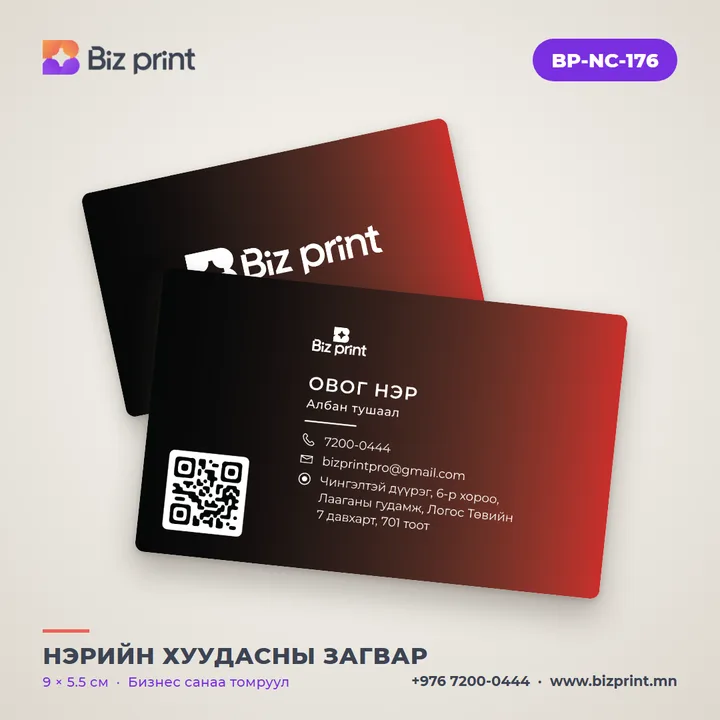 Biz print
BP-NC-176
Biz print
Biz print
ОВОГ НЭР
Албан тушаал
7200-0444
bizprintpro@gmail.com
Чингэлтэй дүүрэг, 6-р хороо,
Лааганы гудамж, Логос Төвийн
7 давхарт, 701 тоот
НЭРИЙН ХУУДАСНЫ ЗАГВАР
9 × 5.5 см · Бизнес санаа томруул
+976 7200-0444 · www.bizprint.mn